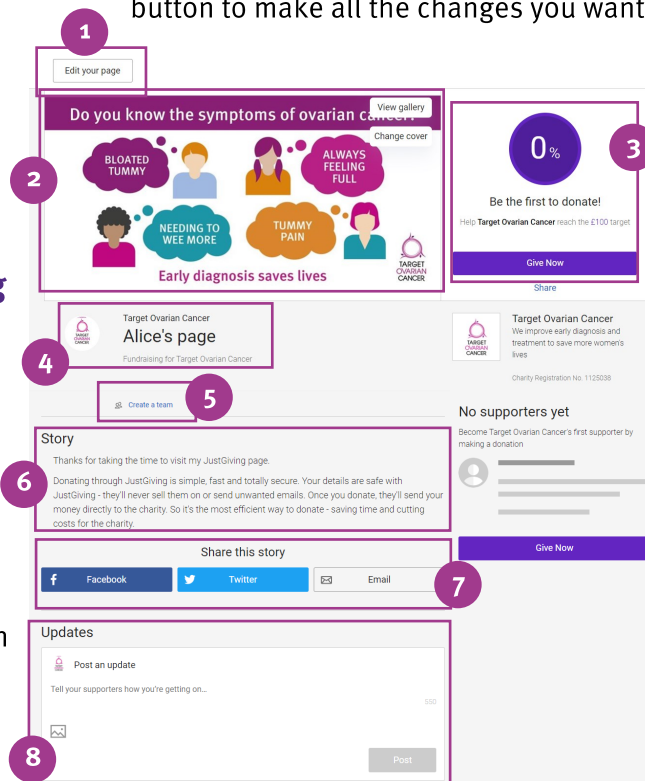 button to make all the changes you want
1
Edit your page
2
Do you know the symptoms of ovarian cancer?
View gallery
Change cover
BLOATED
TUMMY
ALWAYS
FEELING
FULL
NEEDING TO
WEE MORE
TUMMY
PAIN
Early diagnosis saves lives
TARGET
OVARIAN
CANCER
3
0%
Be the first to donate!
Help Target Ovarian Cancer reach the £100 target
Give Now
Share
g
4
TARGET
OVARIAN
CANCER
Target Ovarian Cancer
Alice's page
Fundraising for Target Ovarian Cancer
TARGET
OVARIAN
CANCER
Target Ovarian Cancer
We improve early diagnosis and
treatment to save more women's
lives
Charity Registration No. 1125038
5
Create a team
No supporters yet
Become Target Ovarian Cancer's first supporter by
making a donation
Give Now
6
Story
Thanks for taking the time to visit my JustGiving page.
Donating through JustGiving is simple, fast and totally secure. Your details are safe with
JustGiving - they'll never sell them on or send unwanted emails. Once you donate, they'll send your
money directly to the charity. So it's the most efficient way to donate - saving time and cutting
costs for the charity.
7
Share this story
Facebook
Twitter
Email
n
8
Updates
Post an update
Tell your supporters how you're getting on...
550
Post